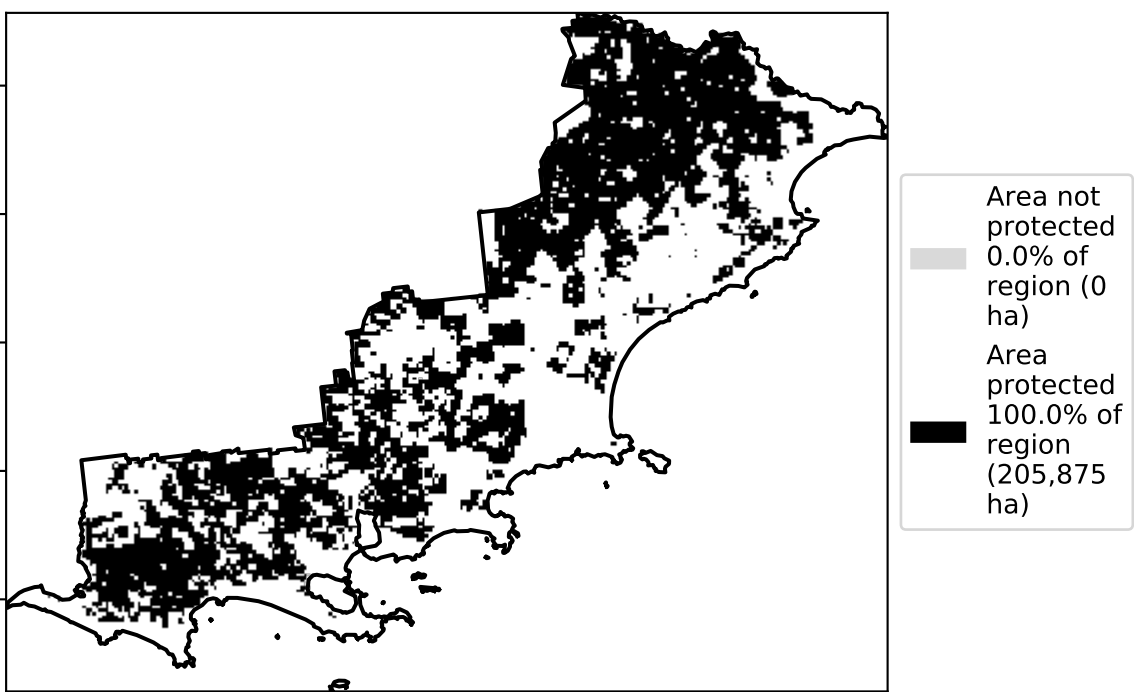 Area not
protected
0.0% of
region (0
ha)
Area
protected
100.0% of
region
(205,875
ha)